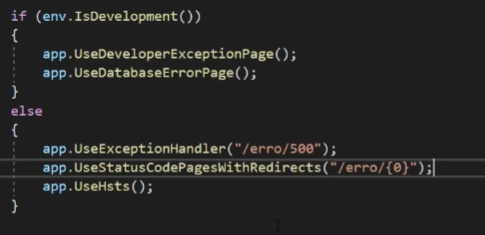 if (env.IsDevelopment())
{
app.UseDeveloperExceptionPage();
app.UseDatabaseErrorPage();
}
else
{
app.UseExceptionHandler("/erro/500");
app.UseStatusCodePagesWithRedirects("/erro/{0}");
app.UseHsts();
}